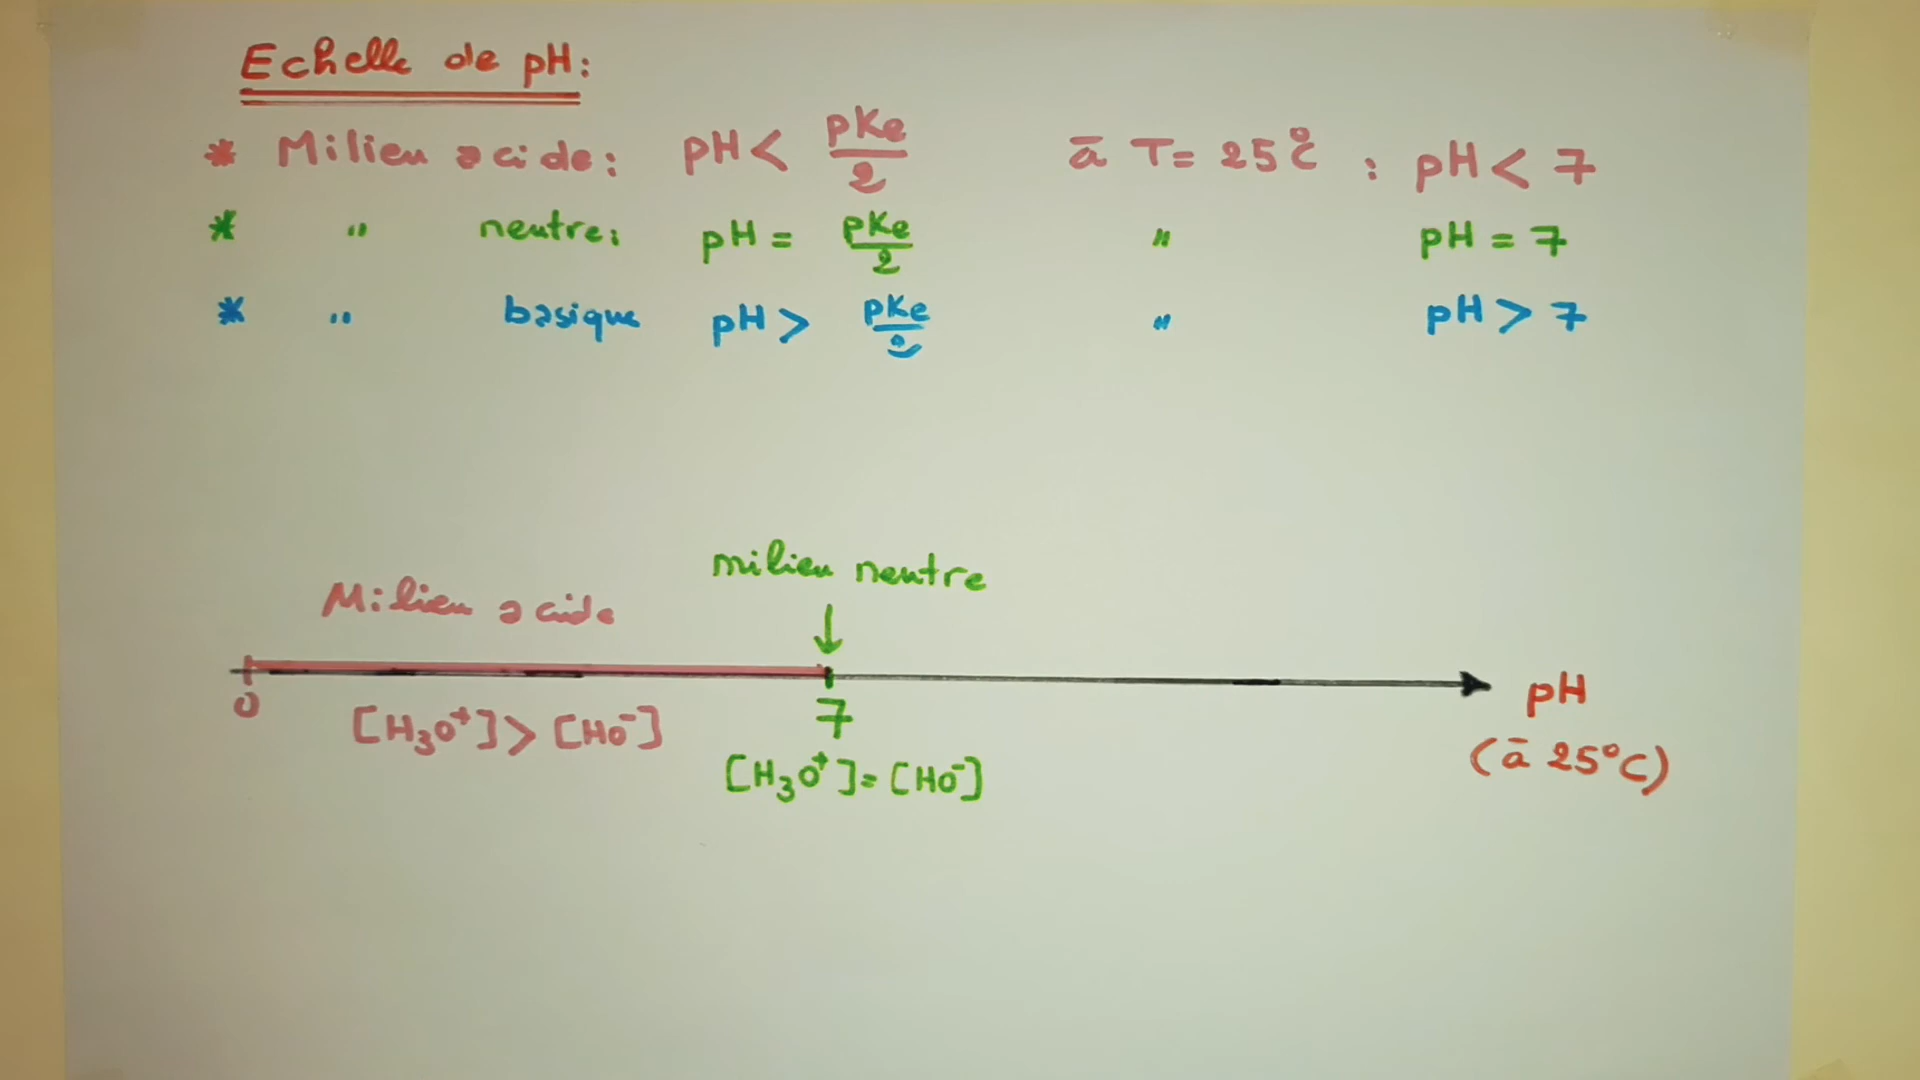 Echelle de pH:
* Milieu acide: pH < pKe/2 à T= 25°C : pH < 7
* " neutre: pH = pKe/2 " pH = 7
* " basique pH > pKe/2 " pH > 7
milieu neutre
Milieu acide
0 7 pH
[H₃O⁺] > [HO⁻]
(à 25°C)
[H₃O⁺] = [HO⁻]